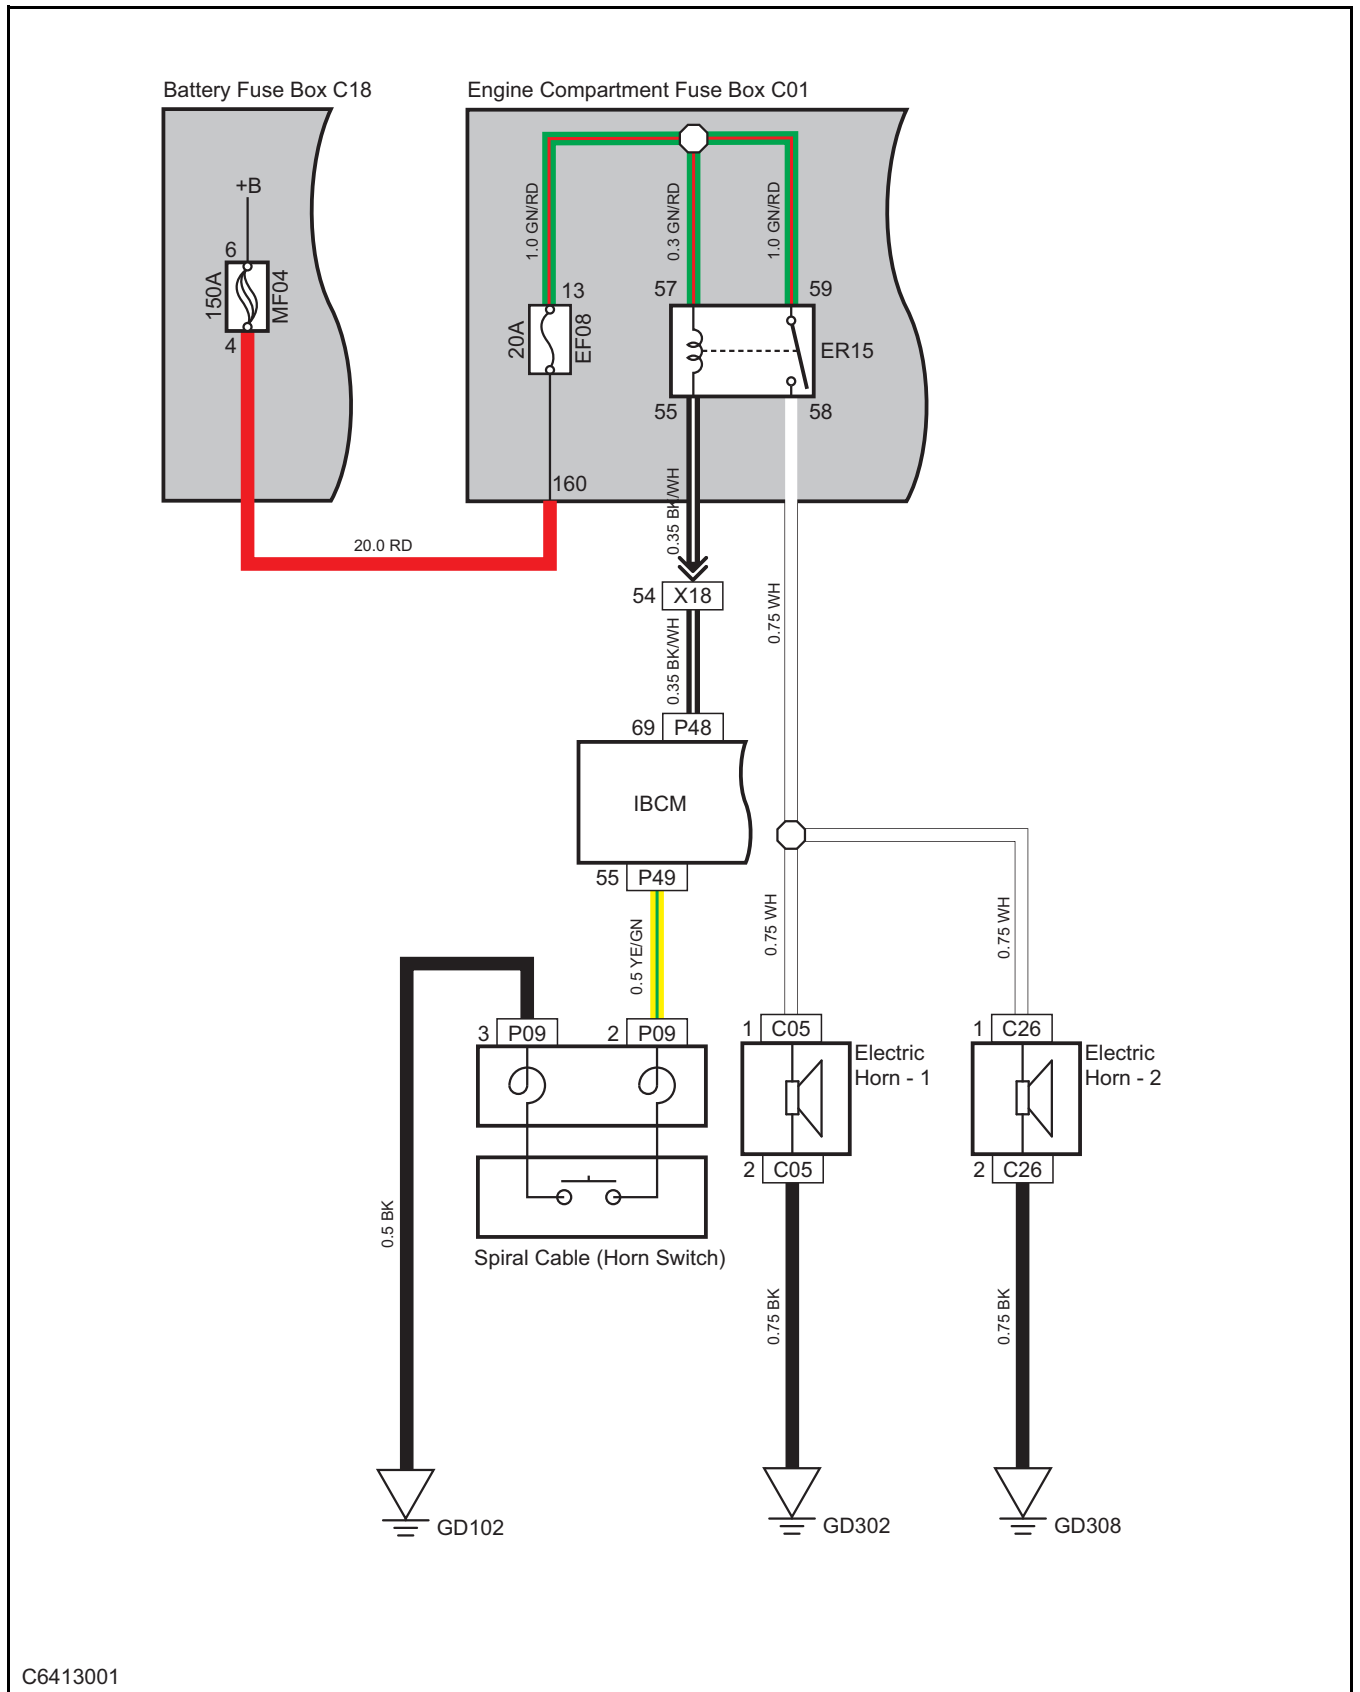 Battery Fuse Box C18
Engine Compartment Fuse Box C01
+B
6
150A
MF04
4
1.0 GN/RD
0.3 GN/RD
1.0 GN/RD
13
20A
EF08
57
59
ER15
55
58
160
20.0 RD
0.35 BK/WH
54
X18
0.35 BK/WH
0.75 WH
69
P48
IBCM
55
P49
0.5 YE/GN
0.75 WH
0.75 WH
3
P09
2
P09
1
C05
Electric
Horn - 1
1
C26
Electric
Horn - 2
2
C05
2
C26
Spiral Cable (Horn Switch)
0.5 BK
0.75 BK
0.75 BK
GD102
GD302
GD308
C6413001